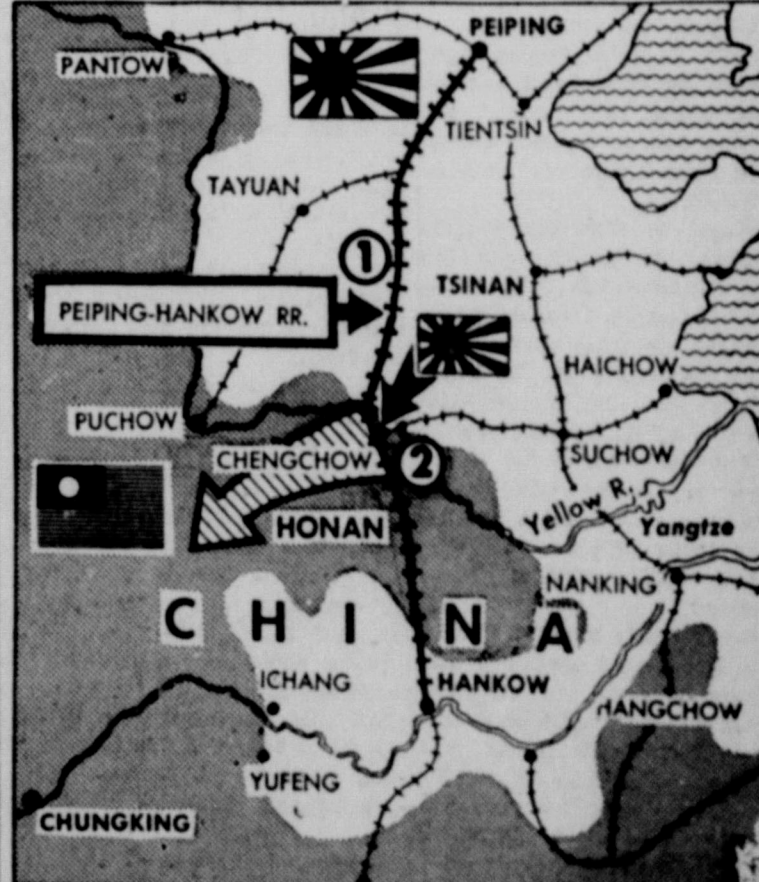 PEIPING
PANTOW
TIENTSIN
TAYUAN
1
TSINAN
PEIPING-HANKOW RR.
HAICHOW
PUCHOW
CHENGCHOW
2
SUCHOW
Yellow R.
HONAN
Yangtze
NANKING
CHINA
ICHANG
HANKOW
HANGCHOW
YUFENG
CHUNGKING